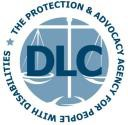 THE PROTECTION & ADVOCACY AGENCY FOR PEOPLE WITH DISABILITIES ★
DLC